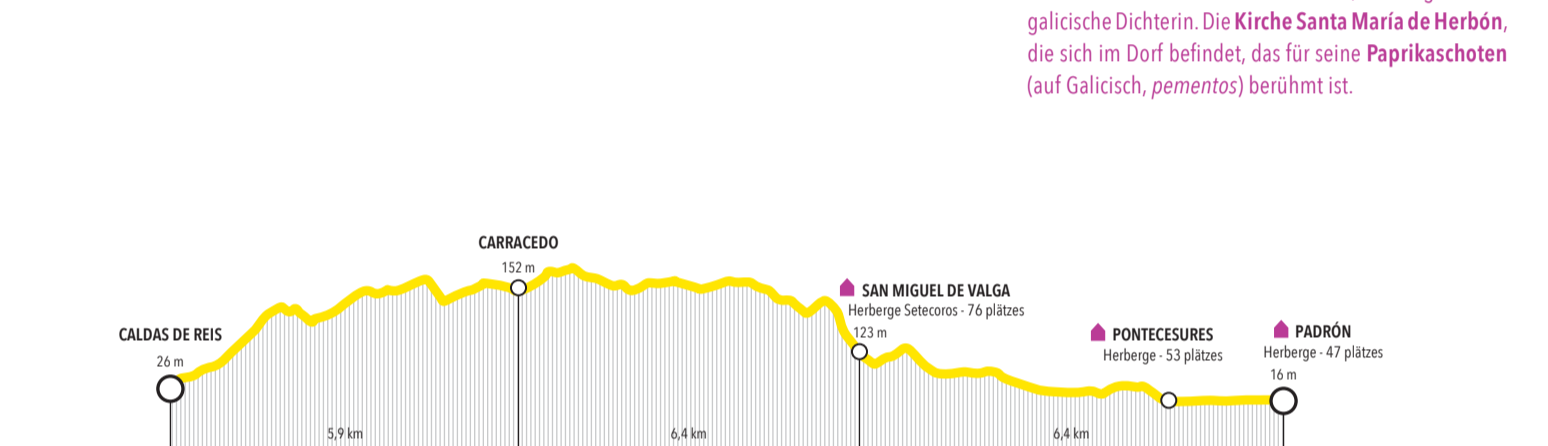 galicische Dichterin. Die Kirche Santa María de Herbón,
die sich im Dorf befindet, das für seine Paprikaschoten
(auf Galicisch, pementos) berühmt ist.
CARRACEDO
152 m
SAN MIGUEL DE VALGA
Herberge Setecoros - 76 plätzes
123 m
CALDAS DE REIS
26 m
PONTECESURES
Herberge - 53 plätzes
PADRÓN
Herberge - 47 plätzes
16 m
5,9 km
6,4 km
6,4 km